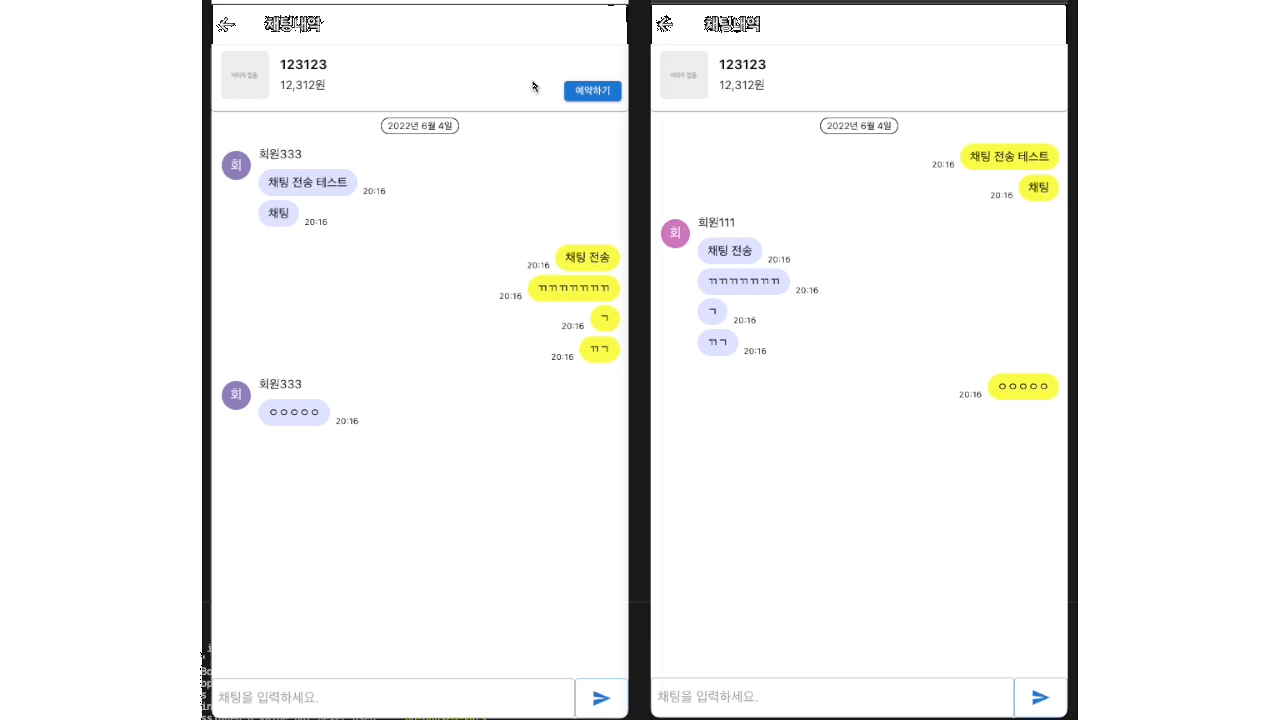 채팅내역
이미지 없음
123123
12,312원
예약하기
2022년 6월 4일
회
회원333
채팅 전송 테스트
20:16
채팅
20:16
채팅 전송
20:16
ㄲㄲㄲㄲㄲㄲㄲ
20:16
ㄱ
20:16
ㄲㄱ
20:16
회
회원333
ㅇㅇㅇㅇㅇ
20:16
채팅을 입력하세요.
채팅내역
이미지 없음
123123
12,312원
2022년 6월 4일
채팅 전송 테스트
20:16
채팅
20:16
회
회원111
채팅 전송
20:16
ㄲㄲㄲㄲㄲㄲㄲ
20:16
ㄱ
20:16
ㄲㄱ
20:16
ㅇㅇㅇㅇㅇ
20:16
채팅을 입력하세요.